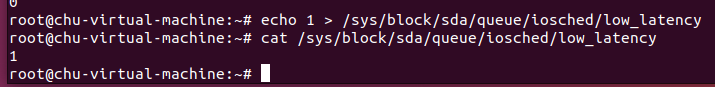 0
root@chu-virtual-machine:~# echo 1 > /sys/block/sda/queue/iosched/low_latency
root@chu-virtual-machine:~# cat /sys/block/sda/queue/iosched/low_latency
1
root@chu-virtual-machine:~#